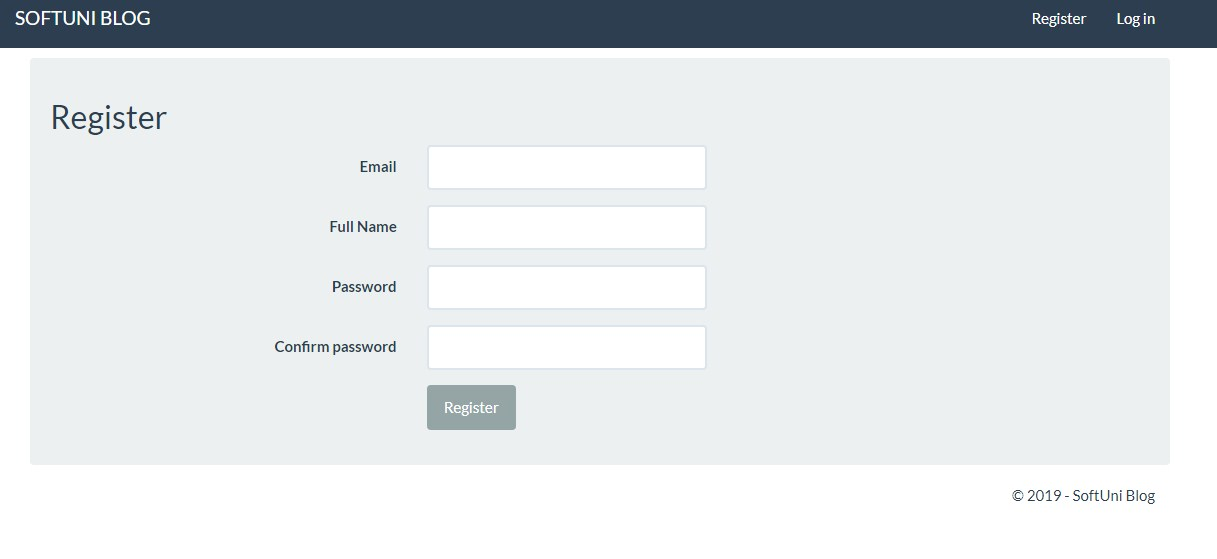 SOFTUNI BLOG
Register Log in
Register
Email
Full Name
Password
Confirm password
Register
© 2019 - SoftUni Blog